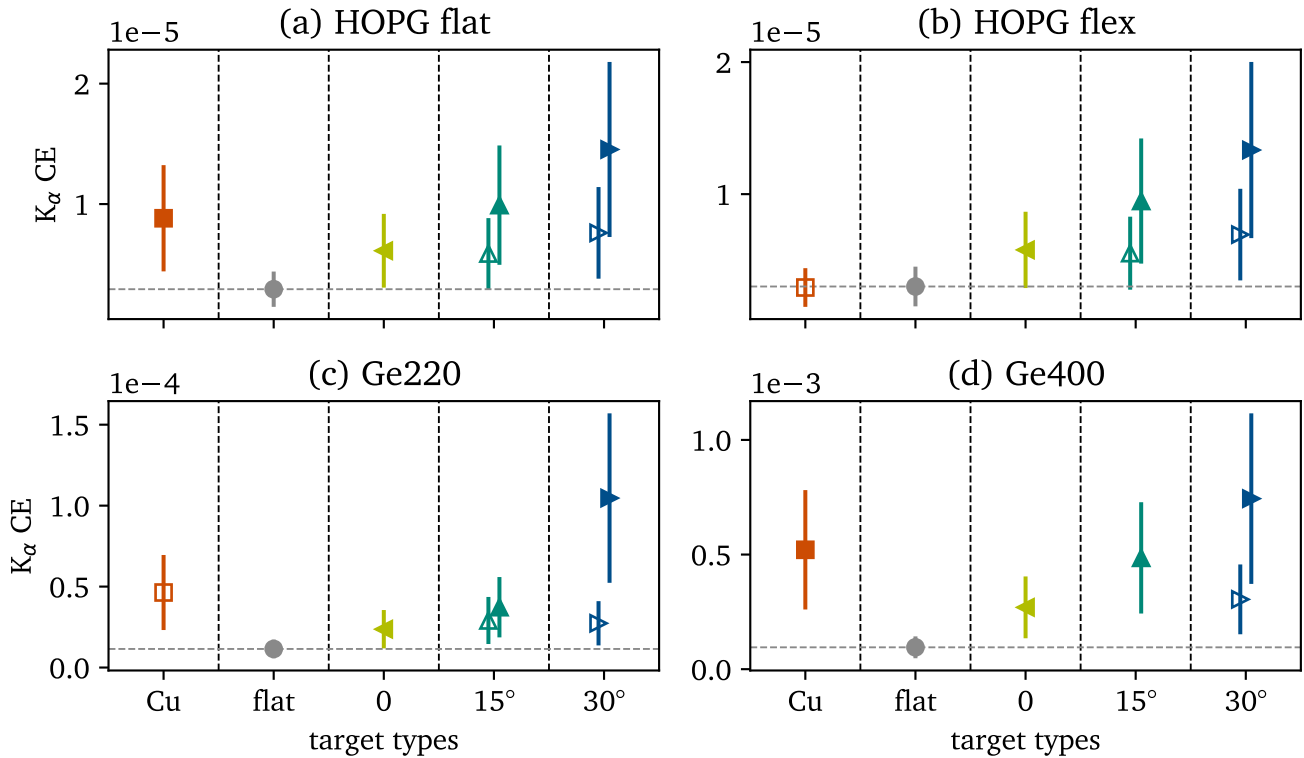 (a) HOPG flat
(b) HOPG flex
1e−5
1e−5
2
1
K𝛼 CE
2
1
(c) Ge220
(d) Ge400
1e−4
1e−3
1.5
1.0
0.5
0.0
K𝛼 CE
1.0
0.5
0.0
Cu flat 0 15° 30°
Cu flat 0 15° 30°
target types
target types